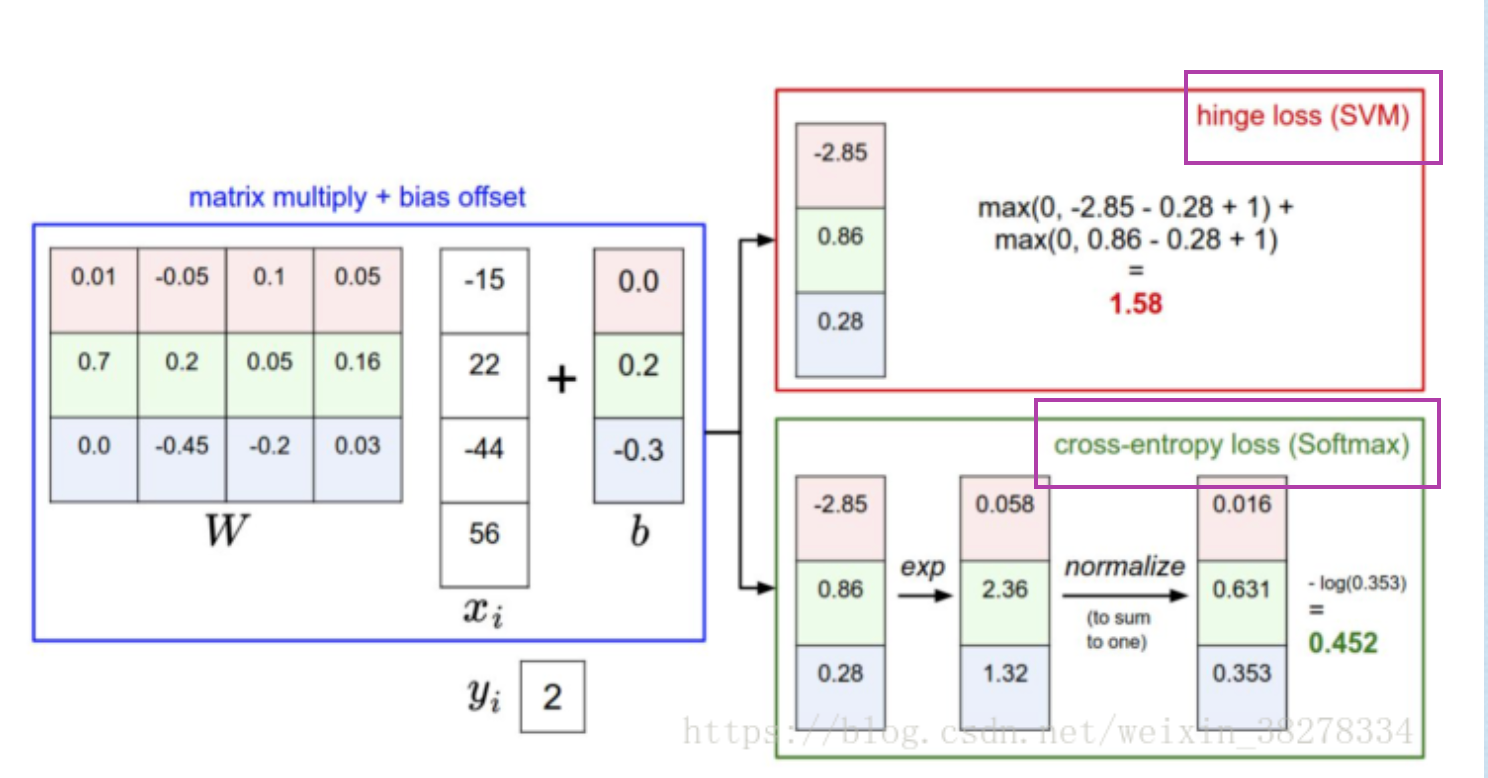 matrix multiply + bias offset
0.01 -0.05 0.1 0.05
0.7 0.2 0.05 0.16
0.0 -0.45 -0.2 0.03
W
-15
22
-44
56
x_i
+
0.0
0.2
-0.3
b
y_i 2
hinge loss (SVM)
-2.85
0.86
0.28
max(0, -2.85 - 0.28 + 1) +
max(0, 0.86 - 0.28 + 1)
=
1.58
cross-entropy loss (Softmax)
-2.85
0.86
0.28
exp
0.058
2.36
1.32
normalize
(to sum
to one)
0.016
0.631
0.353
- log(0.353)
=
0.452
https://blog.csdn.net/weixin_38278334